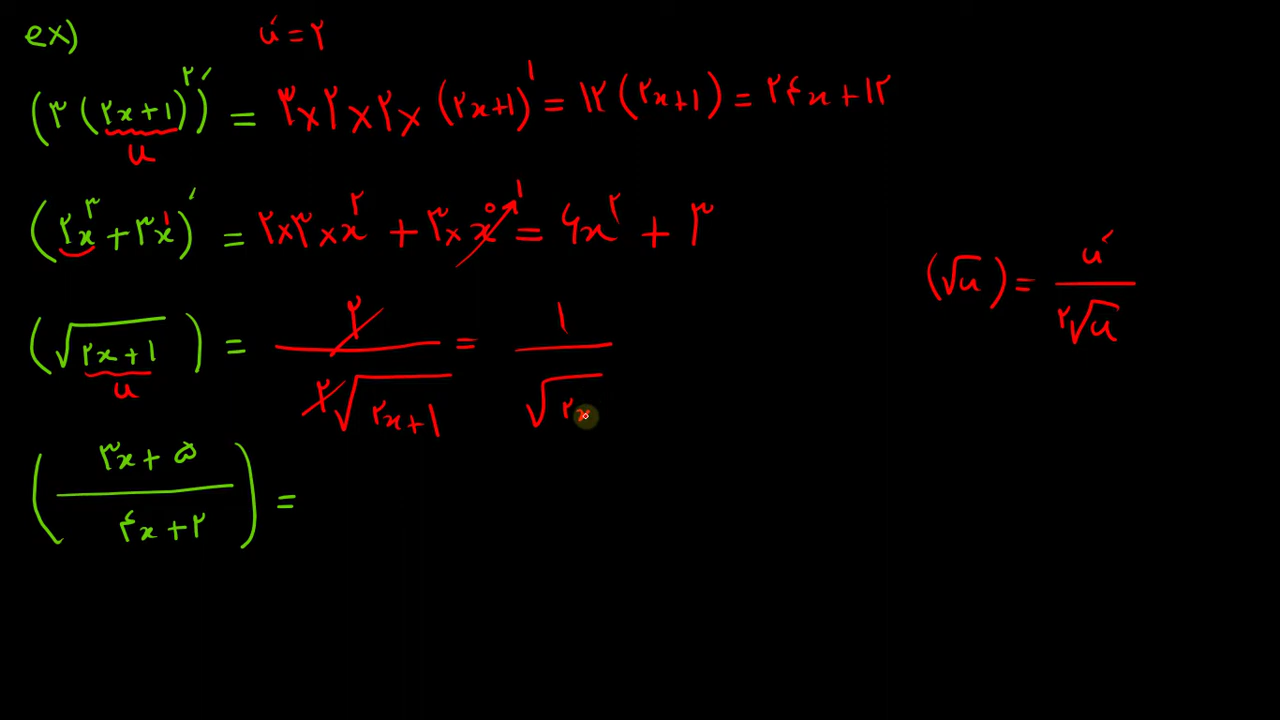 ex) u′ = ۲
(۳(۲x+۱)^۲)′ = ۳×۲×۲×(۲x+۱)^۱ = ۱۲(۲x+۱) = ۲۴x+۱۲
u
(۲x^۳+۳x^۱)′ = ۲×۳×x^۲ + ۳×x^۰ ۱ = ۶x^۲ + ۳
(√u) = u′ / ۲√u
(√۲x+۱) = ۲ / ۲√۲x+۱ = ۱ / √۲x
u
(۳x+۵ / ۴x+۲) =